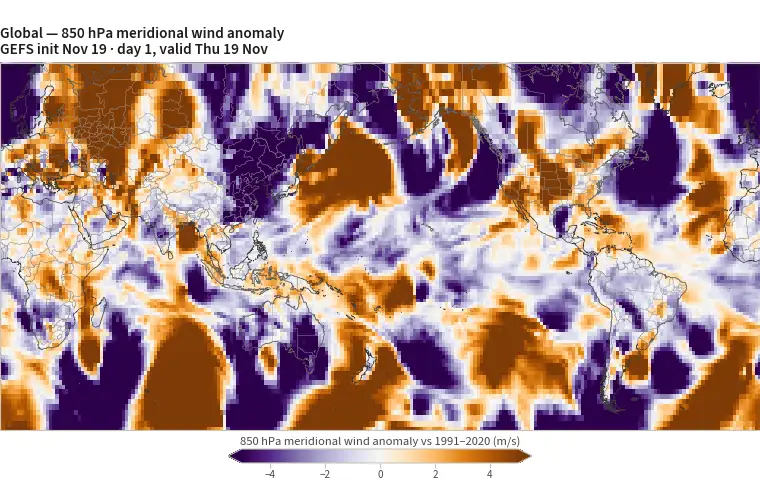 Global — 850 hPa meridional wind anomaly
GEFS init Nov 19 · day 1, valid Thu 19 Nov
850 hPa meridional wind anomaly vs 1991–2020 (m/s)
−4 −2 0 2 4